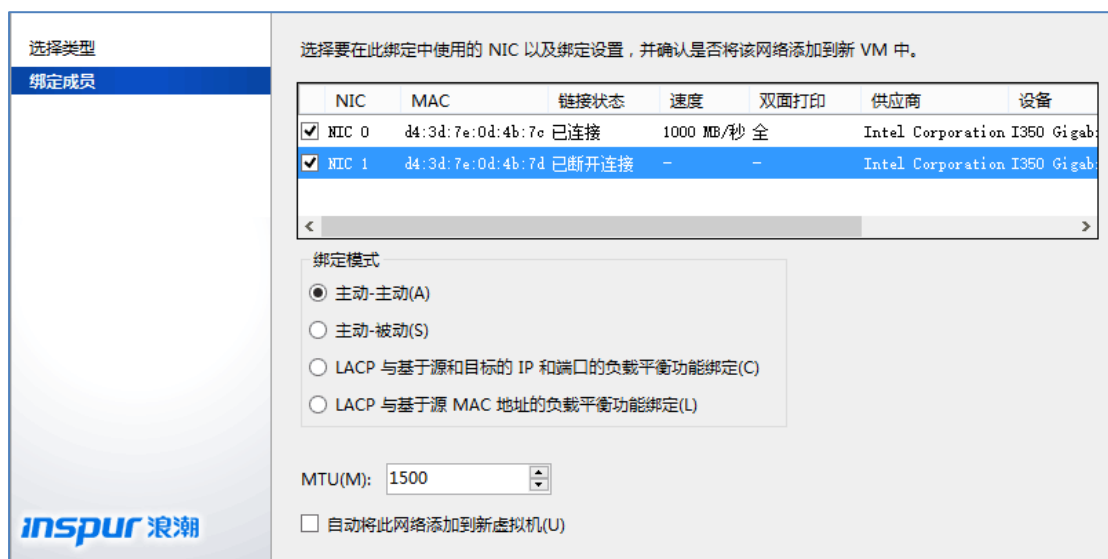 选择类型
绑定成员
选择要在此绑定中使用的 NIC 以及绑定设置，并确认是否将该网络添加到新 VM 中。
NIC MAC 链接状态 速度 双面打印 供应商 设备
NIC 0 d4:3d:7e:0d:4b:7c 已连接 1000 MB/秒 全 Intel Corporation I350 Gigab
NIC 1 d4:3d:7e:0d:4b:7d 已断开连接 - - Intel Corporation I350 Gigab
绑定模式
主动-主动(A)
主动-被动(S)
LACP 与基于源和目标的 IP 和端口的负载平衡功能绑定(C)
LACP 与基于源 MAC 地址的负载平衡功能绑定(L)
MTU(M): 1500
自动将此网络添加到新虚拟机(U)
inspur 浪潮